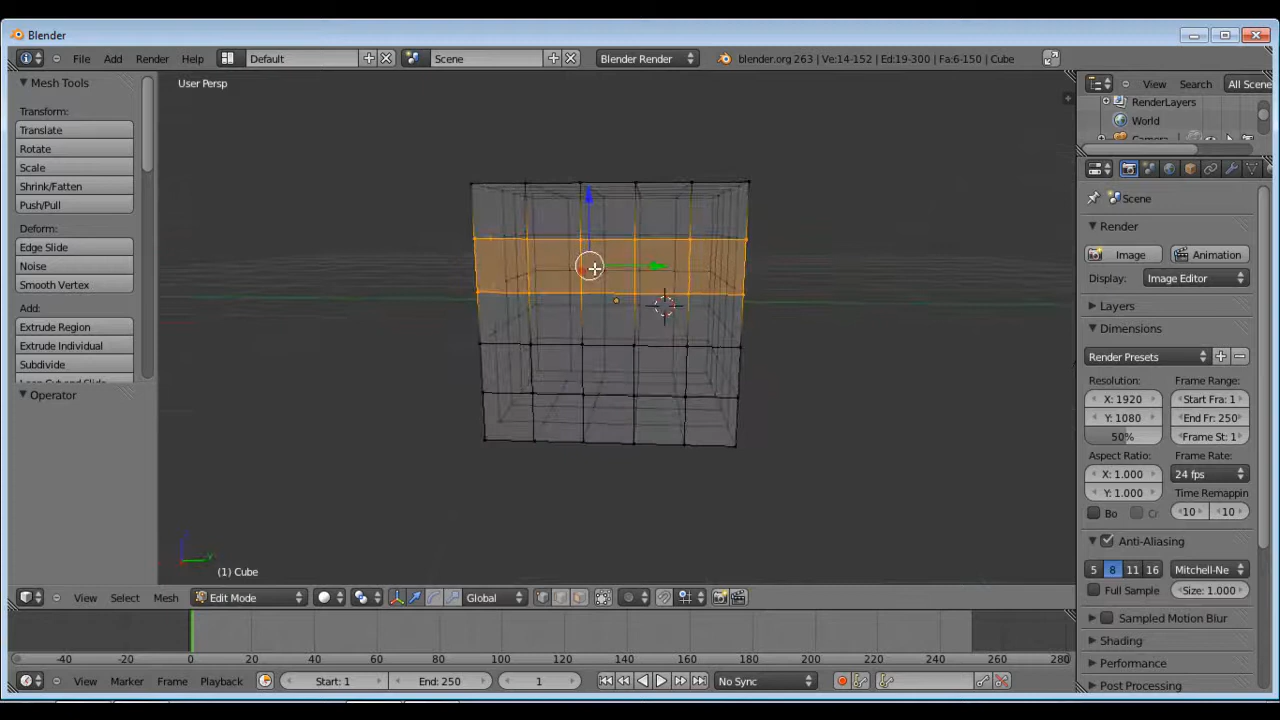 Blender
File Add Render Help Default Scene Blender Render blender.org 263 | Ve:14-152 | Ed:19-300 | Fa:6-150 | Cube
Mesh Tools
Transform:
Translate
Rotate
Scale
Shrink/Fatten
Push/Pull
Deform:
Edge Slide
Noise
Smooth Vertex
Add:
Extrude Region
Extrude Individual
Subdivide
Loop Cut and Slide
Operator
User Persp
(1) Cube
View Search All Scene
RenderLayers
World
Camera
Scene
Render
Image Animation
Display: Image Editor
Layers
Dimensions
Render Presets
Resolution: Frame Range:
X: 1920 Start Fra: 1
Y: 1080 End Fr: 250
50% Frame St: 1
Aspect Ratio: Frame Rate:
X: 1.000 24 fps
Y: 1.000 Time Remappin
Bo Cr 10 10
Anti-Aliasing
5 8 11 16 Mitchell-Ne
Full Sample Size: 1.000
Sampled Motion Blur
Shading
Performance
Post Processing
View Select Mesh Edit Mode Global
-40 -20 0 20 40 60 80 100 120 140 160 180 200 220 240 260 280
View Marker Frame Playback Start: 1 End: 250 1 No Sync